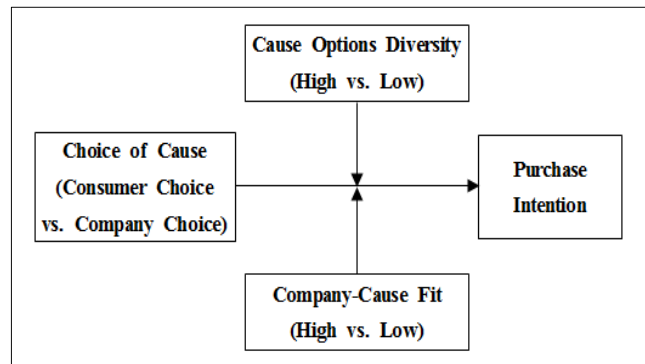 Cause Options Diversity
(High vs. Low)
Choice of Cause
(Consumer Choice
vs. Company Choice)
Purchase
Intention
Company-Cause Fit
(High vs. Low)